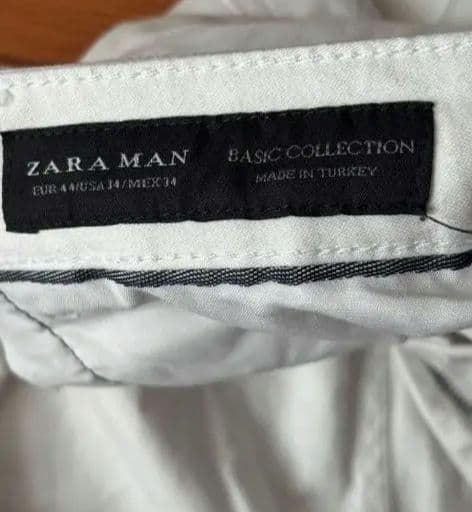 ZARA MAN
EUR 44/USA 34/MEX 34
BASIC COLLECTION
MADE IN TURKEY